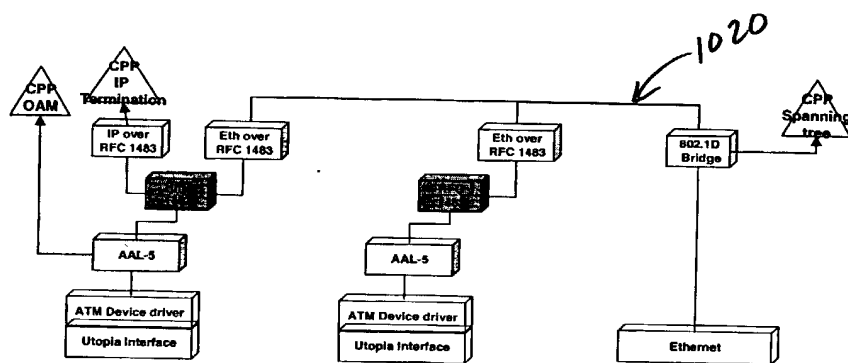 1020
CPP
OAM
CPP
IP
Termination
CPP
Spanning
tree
IP over
RFC 1483
Eth over
RFC 1483
Eth over
RFC 1483
802.1D
Bridge
AAL-5
AAL-5
ATM Device driver
Utopia Interface
ATM Device driver
Utopia Interface
Ethernet